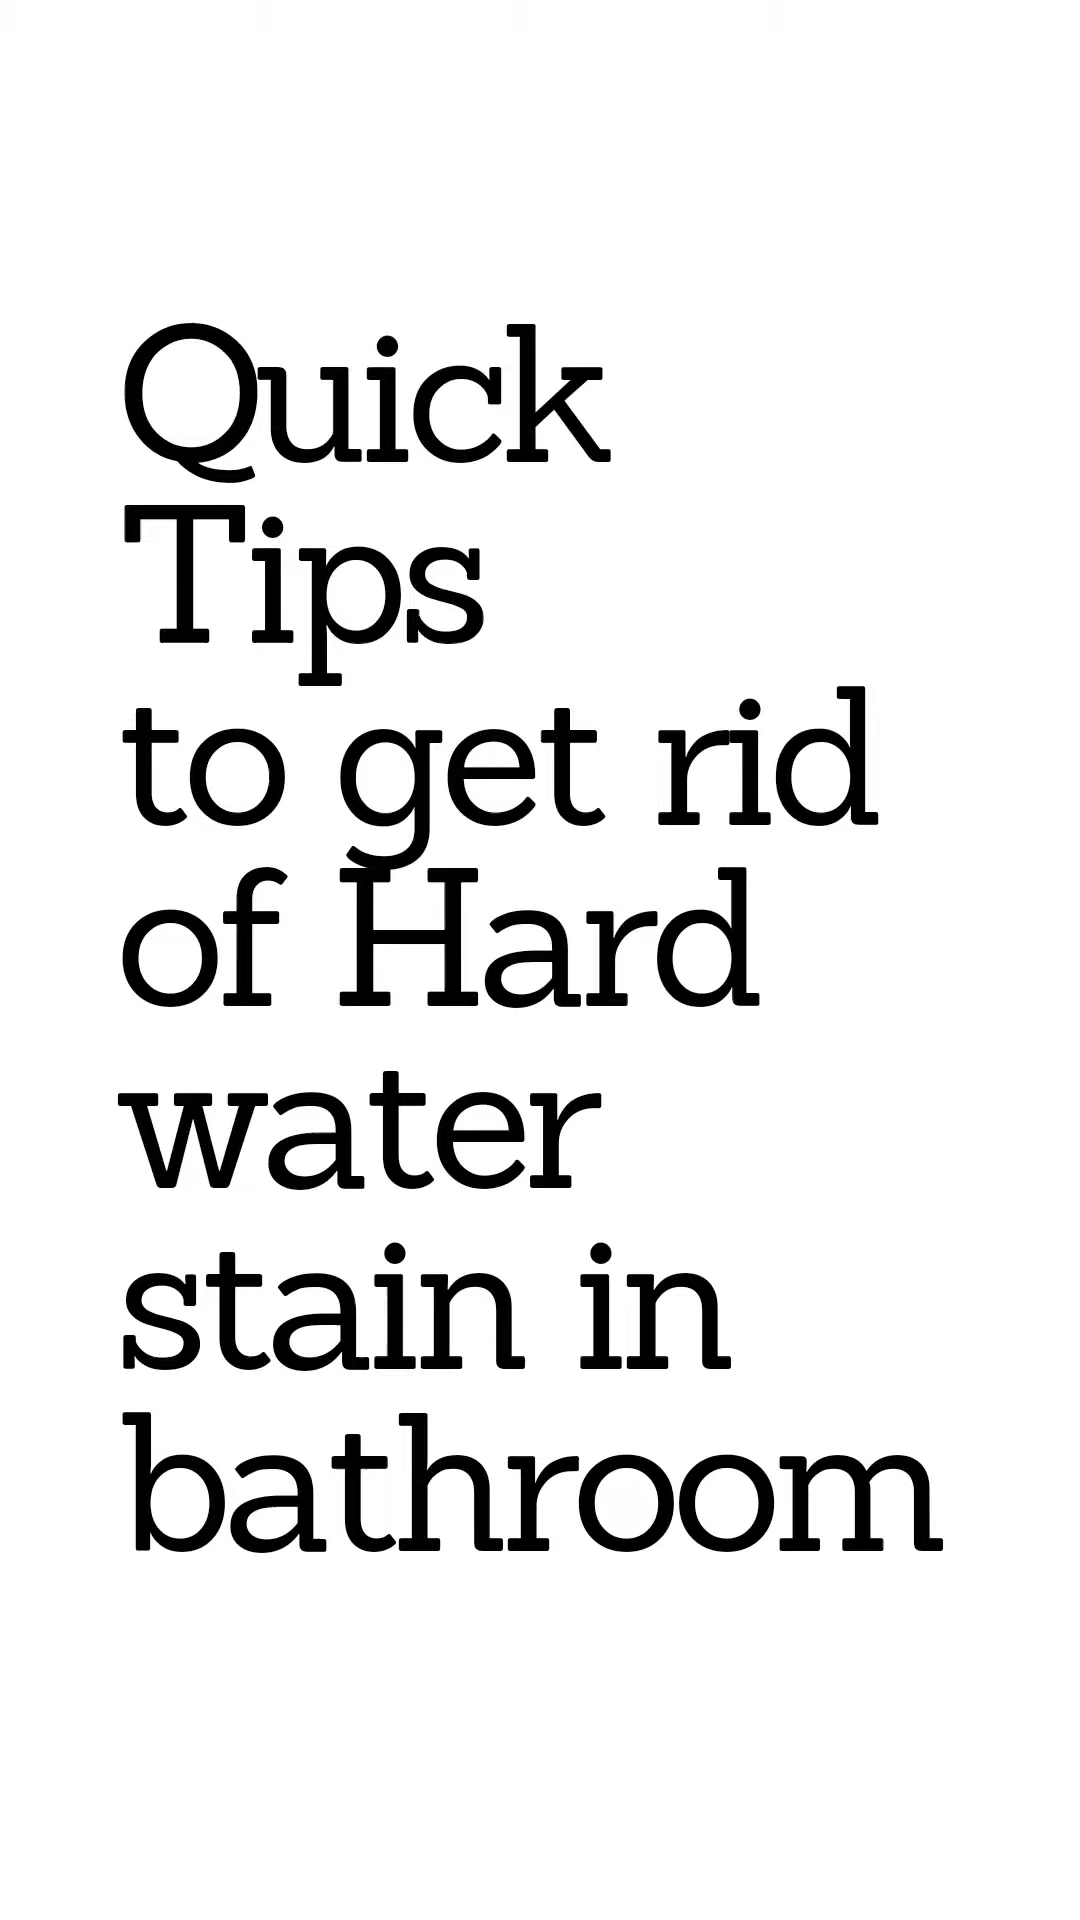 Quick
Tips
to get rid
of Hard
water
stain in
bathroom